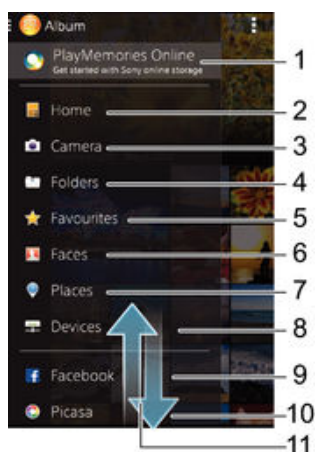 Album
PlayMemories Online
Get started with Sony online storage
1
Home
2
Camera
3
Folders
4
Favourites
5
Faces
6
Places
7
Devices
8
Facebook
9
Picasa
10
11